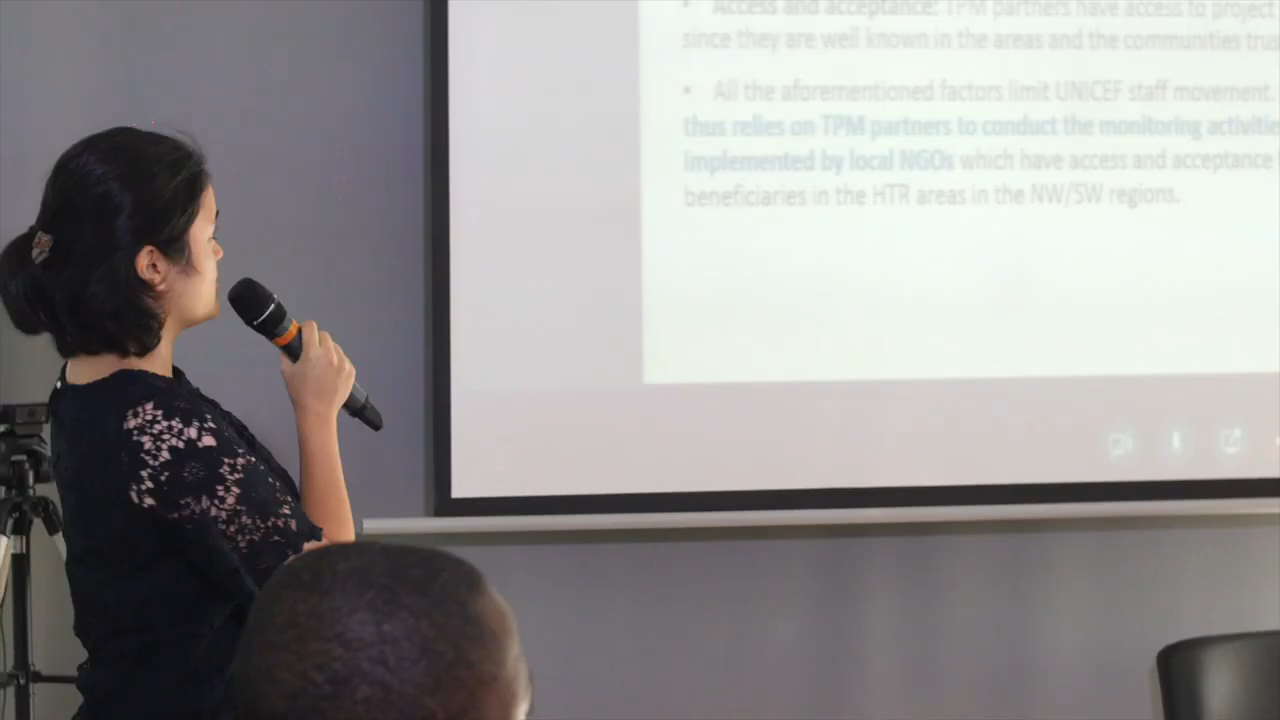 • Access and acceptance: TPM partners have access to project
since they are well known in the areas and the communities trus
• All the aforementioned factors limit UNICEF staff movement.
thus relies on TPM partners to conduct the monitoring activitie
implemented by local NGOs which have access and acceptance
beneficiaries in the HTR areas in the NW/SW regions.